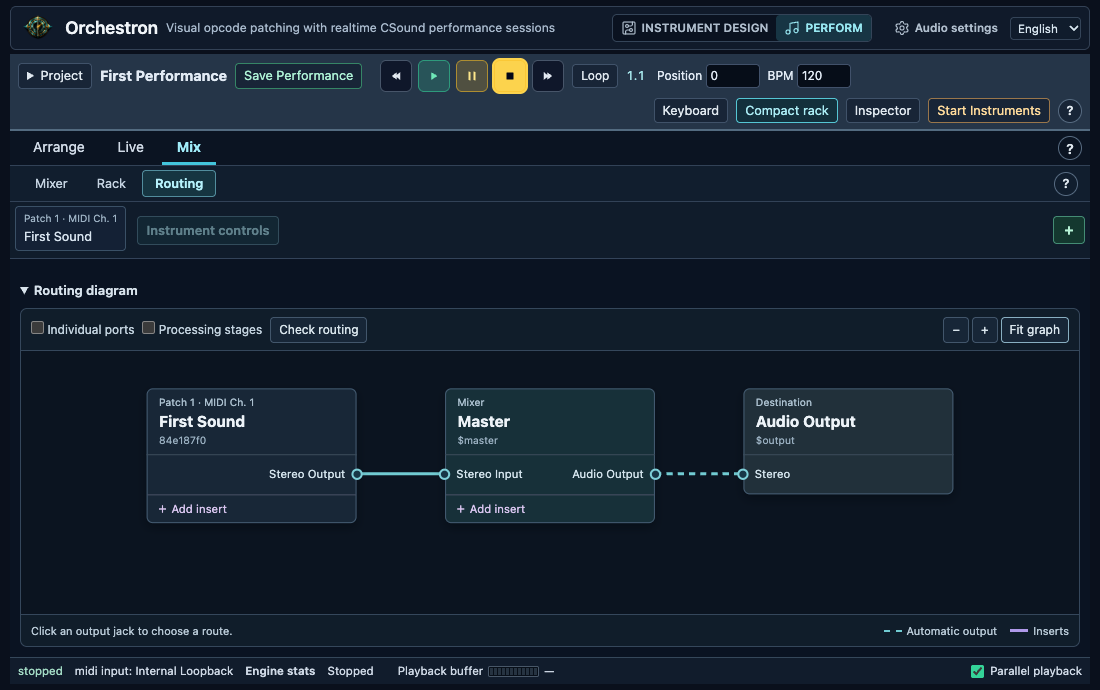 Orchestron Visual opcode patching with realtime CSound performance sessions INSTRUMENT DESIGN PERFORM Audio settings English
Project First Performance Save Performance Loop 1.1 Position 0 BPM 120
Keyboard Compact rack Inspector Start Instruments ?
Arrange Live Mix ?
Mixer Rack Routing ?
Patch 1 · MIDI Ch. 1
First Sound
Instrument controls
+
Routing diagram
Individual ports Processing stages Check routing − + Fit graph
Patch 1 · MIDI Ch. 1
First Sound
84e187f0
Stereo Output
+ Add insert
Mixer
Master
$master
Stereo Input Audio Output
+ Add insert
Destination
Audio Output
$output
Stereo
Click an output jack to choose a route. Automatic output Inserts
stopped midi input: Internal Loopback Engine stats Stopped Playback buffer — Parallel playback